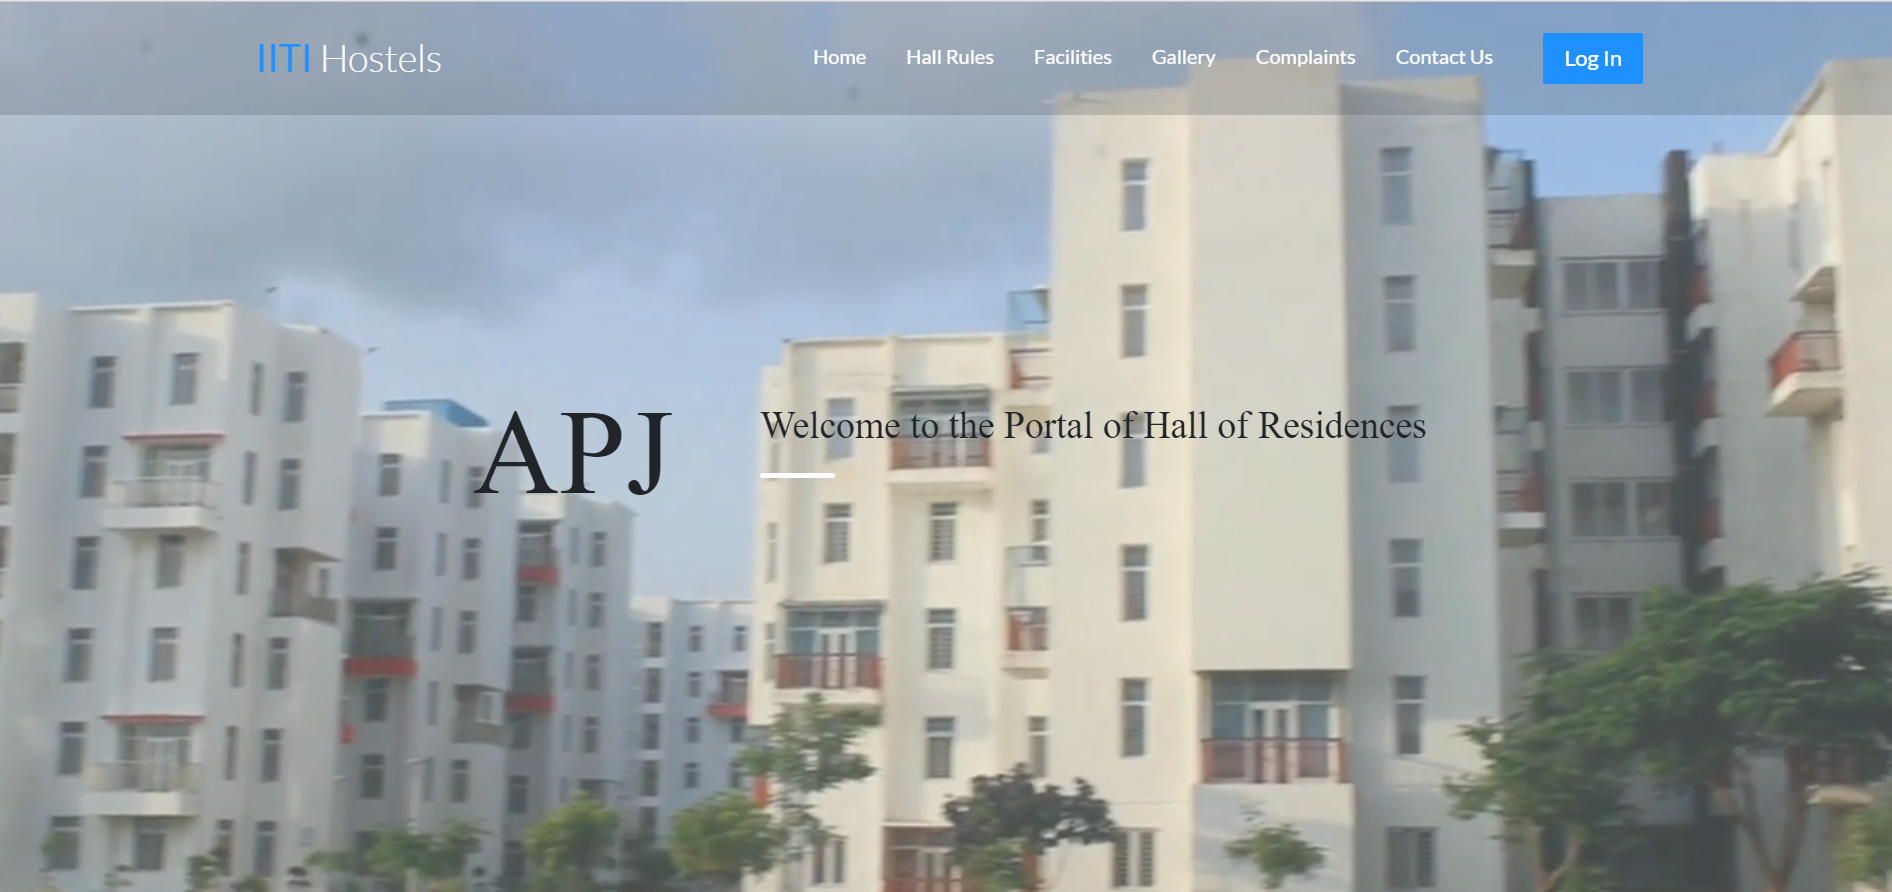 IITI Hostels
Home Hall Rules Facilities Gallery Complaints Contact Us Log In
APJ
Welcome to the Portal of Hall of Residences